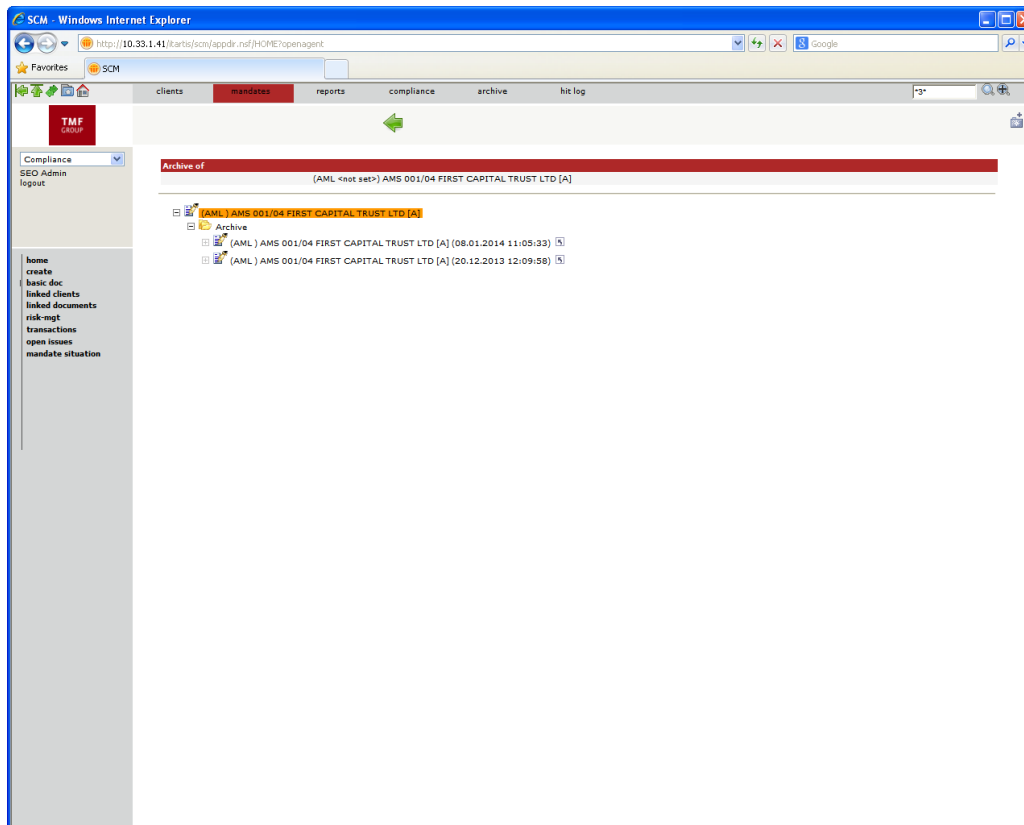 SCM - Windows Internet Explorer
http://10.33.1.41/itartis/scm/appdir.nsf/HOME?openagent
Google
Favorites
SCM
clients mandates reports compliance archive hit log
*3*
TMF
GROUP
Compliance
SEO Admin
logout
Archive of
(AML <not set>) AMS 001/04 FIRST CAPITAL TRUST LTD [A]
(AML ) AMS 001/04 FIRST CAPITAL TRUST LTD [A]
Archive
(AML ) AMS 001/04 FIRST CAPITAL TRUST LTD [A] (08.01.2014 11:05:33)
(AML ) AMS 001/04 FIRST CAPITAL TRUST LTD [A] (20.12.2013 12:09:58)
home
create
basic doc
linked clients
linked documents
risk-mgt
transactions
open issues
mandate situation